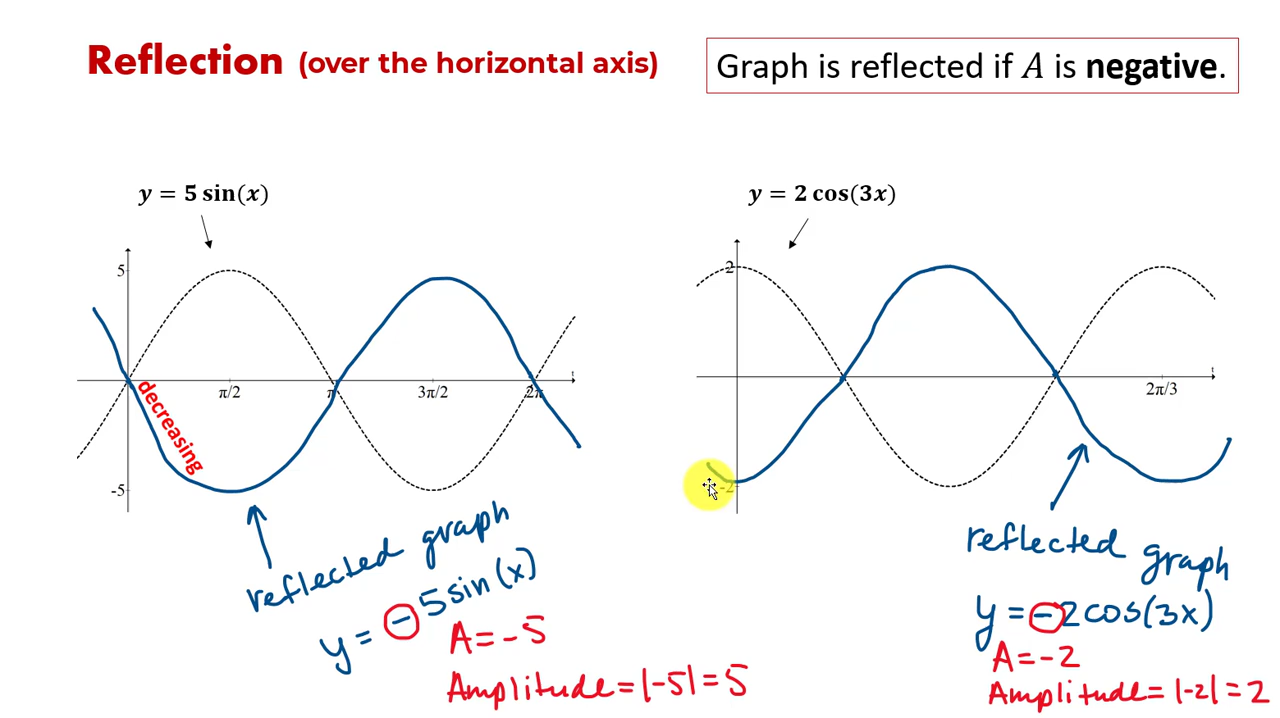 Reflection (over the horizontal axis)
Graph is reflected if A is negative.
y = 5 sin(x)
5
π/2
π
3π/2
2π
t
-5
decreasing
reflected graph
y = -5sin(x)
A = -5
Amplitude = |-5| = 5
y = 2 cos(3x)
2
2π/3
t
-2
reflected graph
y = -2cos(3x)
A = -2
Amplitude = |-2| = 2